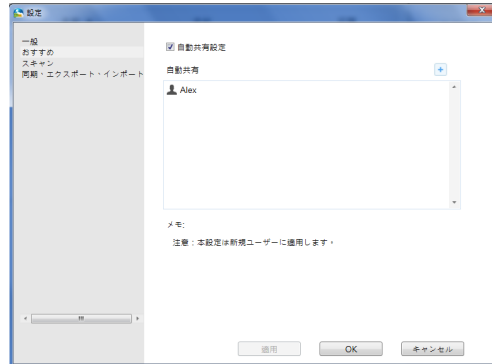 設定
一般
おすすめ
スキャン
同期・エクスポート・インポート
自動共有設定
自動共有
Alex
メモ:
注意：本設定は新規ユーザーに適用します。
適用
OK
キャンセル